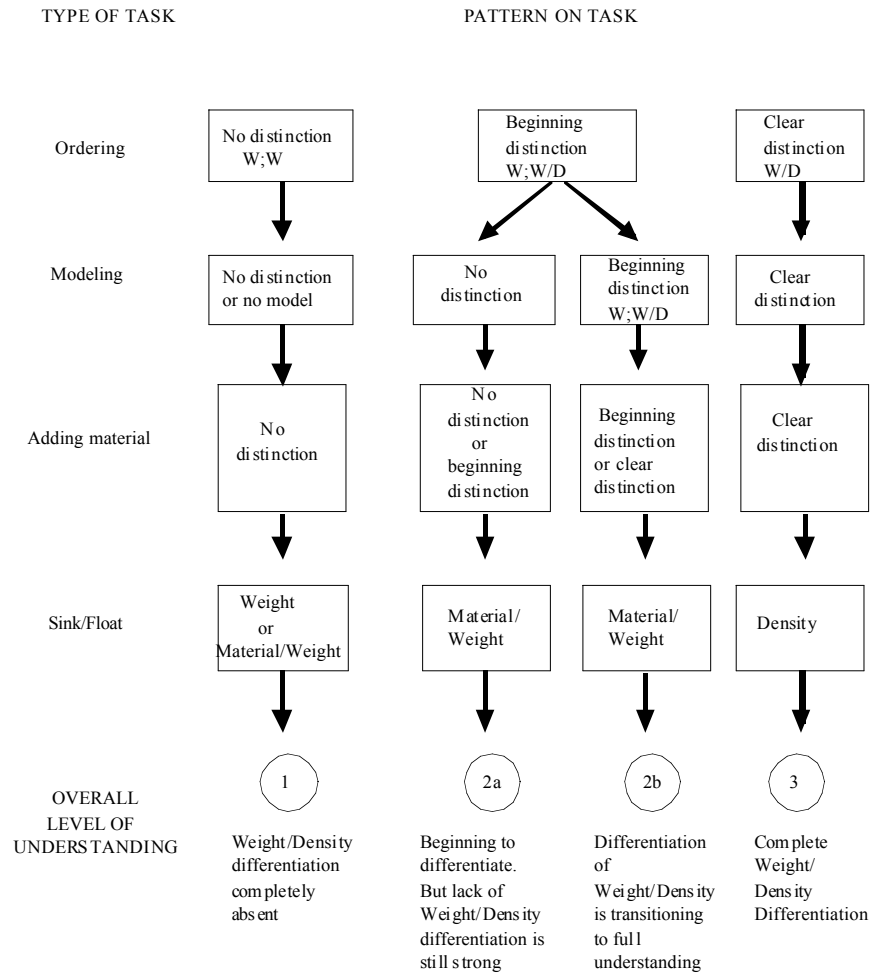 TYPE OF TASK
PATTERN ON TASK
Ordering
No distinction
W;W
Beginning
distinction
W;W/D
Clear
distinction
W/D
Modeling
No distinction
or no model
No
distinction
Beginning
distinction
W;W/D
Clear
distinction
Adding material
No
distinction
No
distinction
or
beginning
distinction
Beginning
distinction
or clear
distinction
Clear
distinction
Sink/Float
Weight
or
Material/Weight
Material/
Weight
Material/
Weight
Density
OVERALL
LEVEL OF
UNDERSTANDING
1
2a
2b
3
Weight/Density
differentiation
completely
absent
Beginning to
differentiate.
But lack of
Weight/Density
differentiation is
still strong
Differentiation
of
Weight/Density
is transitioning
to full
understanding
Complete
Weight/
Density
Differentiation